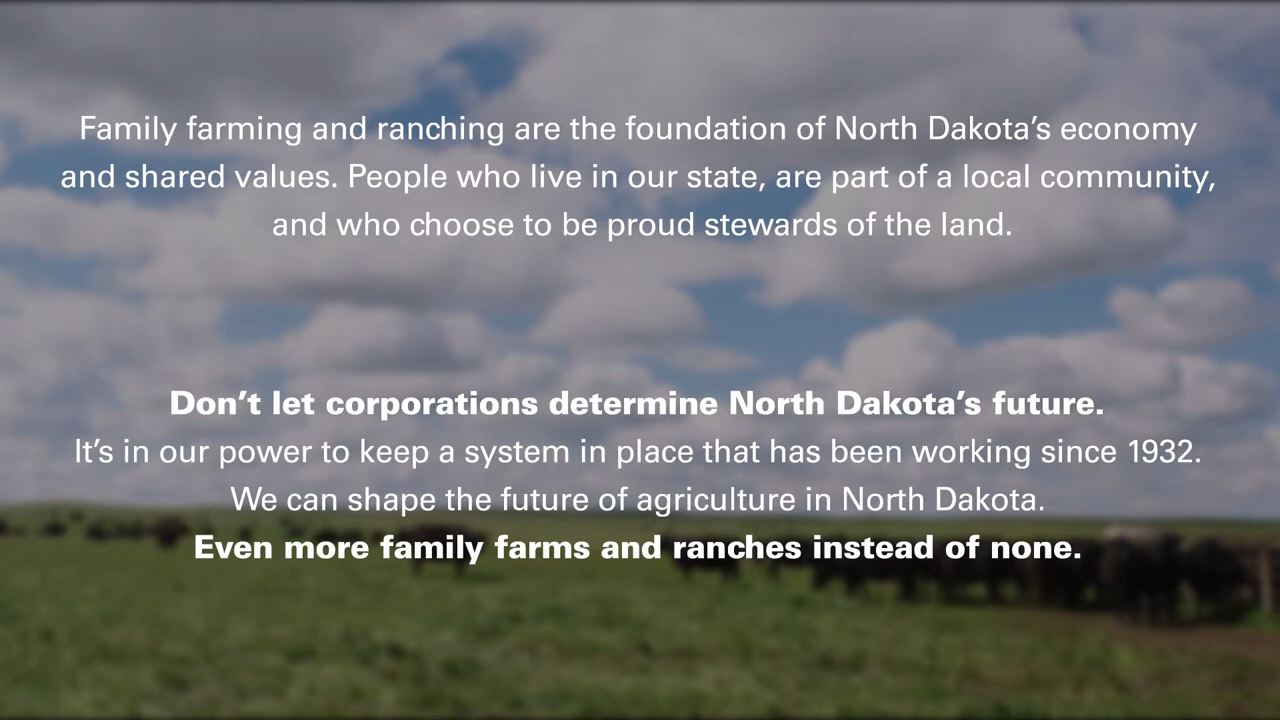 Family farming and ranching are the foundation of North Dakota’s economy
and shared values. People who live in our state, are part of a local community,
and who choose to be proud stewards of the land.
Don’t let corporations determine North Dakota’s future.
It’s in our power to keep a system in place that has been working since 1932.
We can shape the future of agriculture in North Dakota.
Even more family farms and ranches instead of none.